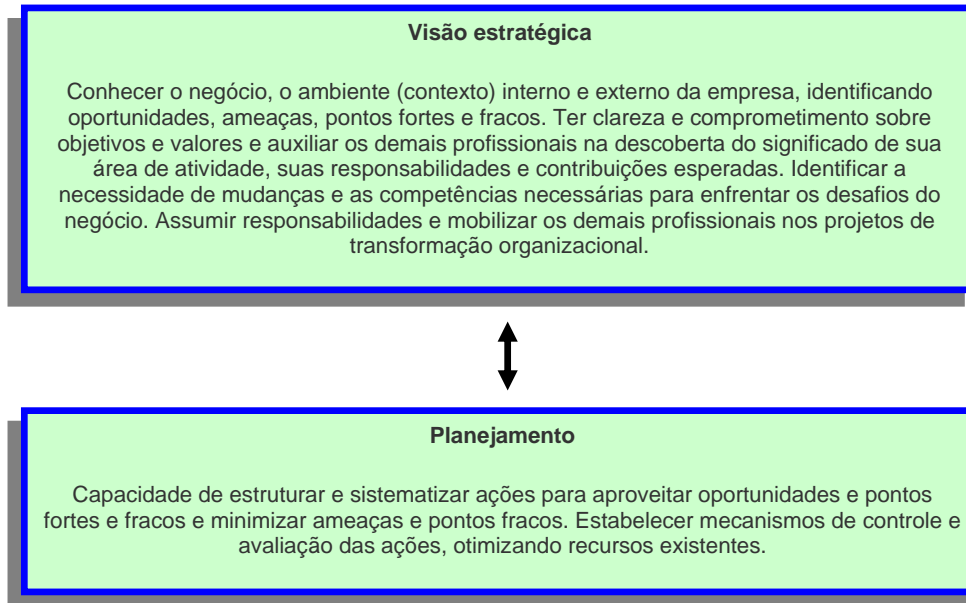 Visão estratégica
Conhecer o negócio, o ambiente (contexto) interno e externo da empresa, identificando
oportunidades, ameaças, pontos fortes e fracos. Ter clareza e comprometimento sobre
objetivos e valores e auxiliar os demais profissionais na descoberta do significado de sua
área de atividade, suas responsabilidades e contribuições esperadas. Identificar a
necessidade de mudanças e as competências necessárias para enfrentar os desafios do
negócio. Assumir responsabilidades e mobilizar os demais profissionais nos projetos de
transformação organizacional.
Planejamento
Capacidade de estruturar e sistematizar ações para aproveitar oportunidades e pontos
fortes e fracos e minimizar ameaças e pontos fracos. Estabelecer mecanismos de controle e
avaliação das ações, otimizando recursos existentes.